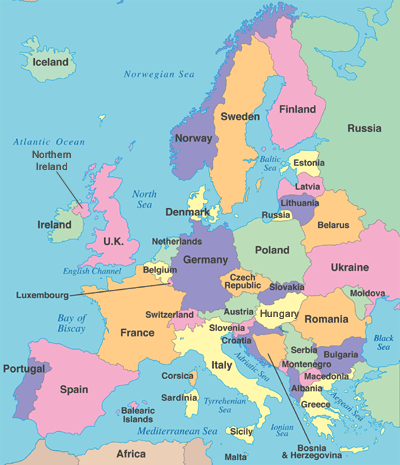 Iceland
Norwegian Sea
Finland
Sweden
Norway
Russia
Atlantic Ocean
Northern
Ireland
Baltic
Sea
Estonia
Latvia
North
Sea
Lithuania
Denmark
Russia
Ireland
Belarus
U.K.
Netherlands
Poland
Germany
English Channel
Belgium
Ukraine
Czech
Republic
Luxembourg
Slovakia
Moldova
Switzerland
Austria
Hungary
Bay of
Biscay
France
Romania
Slovenia
Croatia
Black
Sea
Serbia
Bulgaria
Italy
Adriatic Sea
Montenegro
Portugal
Corsica
Macedonia
Spain
Albania
Sardinia
Tyrrehenian
Sea
Greece
Aegean Sea
Balearic
Islands
Ionian
Sea
Mediterranean Sea
Sicily
Bosnia
& Herzegovina
Africa
Malta